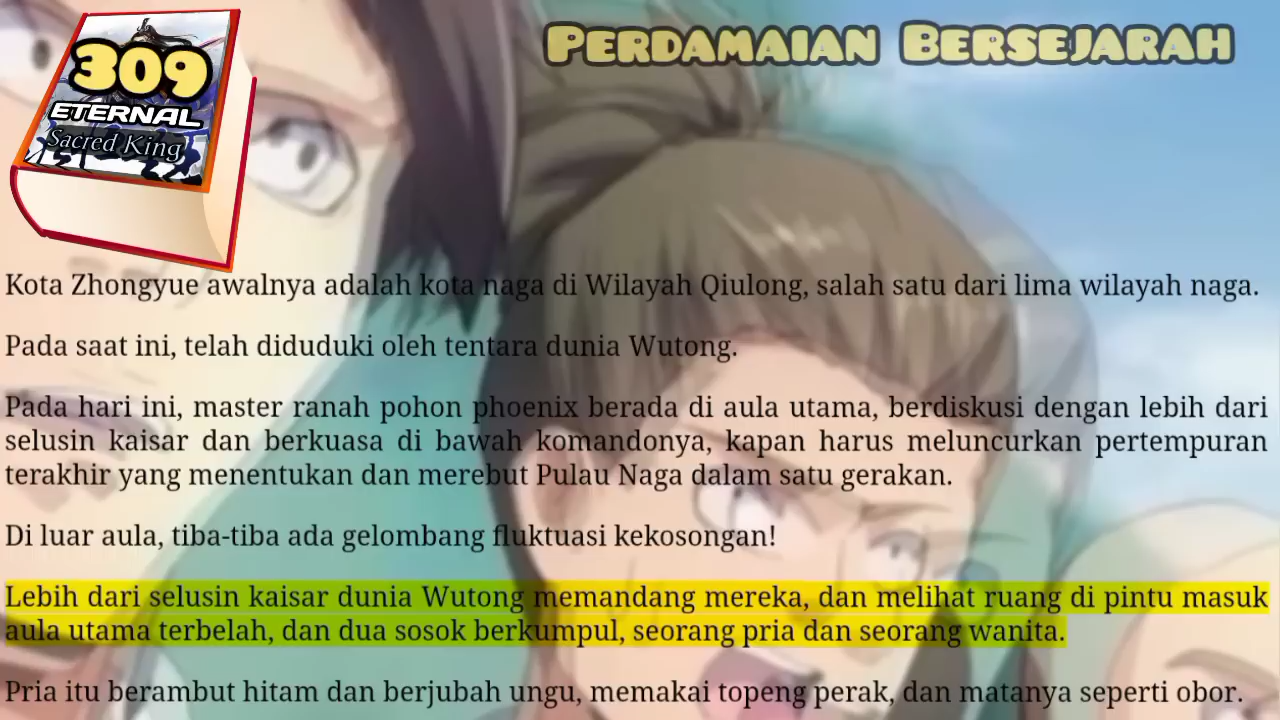 309
ETERNAL
Sacred King
PERDAMAIAN BERSEJARAH
Kota Zhongyue awalnya adalah kota naga di Wilayah Qiulong, salah satu dari lima wilayah naga.
Pada saat ini, telah diduduki oleh tentara dunia Wutong.
Pada hari ini, master ranah pohon phoenix berada di aula utama, berdiskusi dengan lebih dari
selusin kaisar dan berkuasa di bawah komandonya, kapan harus meluncurkan pertempuran
terakhir yang menentukan dan merebut Pulau Naga dalam satu gerakan.
Di luar aula, tiba-tiba ada gelombang fluktuasi kekosongan!
Lebih dari selusin kaisar dunia Wutong memandang mereka, dan melihat ruang di pintu masuk
aula utama terbelah, dan dua sosok berkumpul, seorang pria dan seorang wanita.
Pria itu berambut hitam dan berjubah ungu, memakai topeng perak, dan matanya seperti obor.